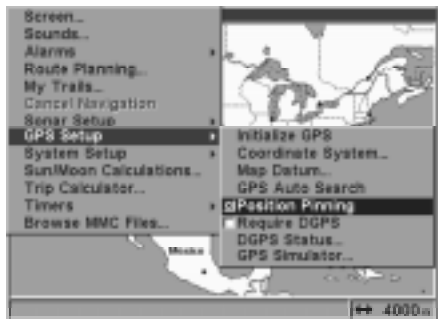 Screen...
Sounds...
Alarms
Route Planning...
My Trails...
Cancel Navigation
Sonar Setup
GPS Setup
System Setup
Sun/Moon Calculations...
Trip Calculator...
Timers
Browse MMC Files...
Initialize GPS
Coordinate System...
Map Datum...
GPS Auto Search
Position Pinning
Require DGPS
DGPS Status...
GPS Simulator...
Mexico
4000m